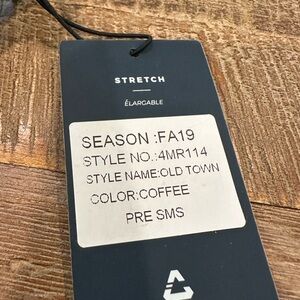 STRETCH
ÉLARGABLE
SEASON :FA19
STYLE NO.:4MR114
STYLE NAME:OLD TOWN
COLOR:COFFEE
PRE SMS